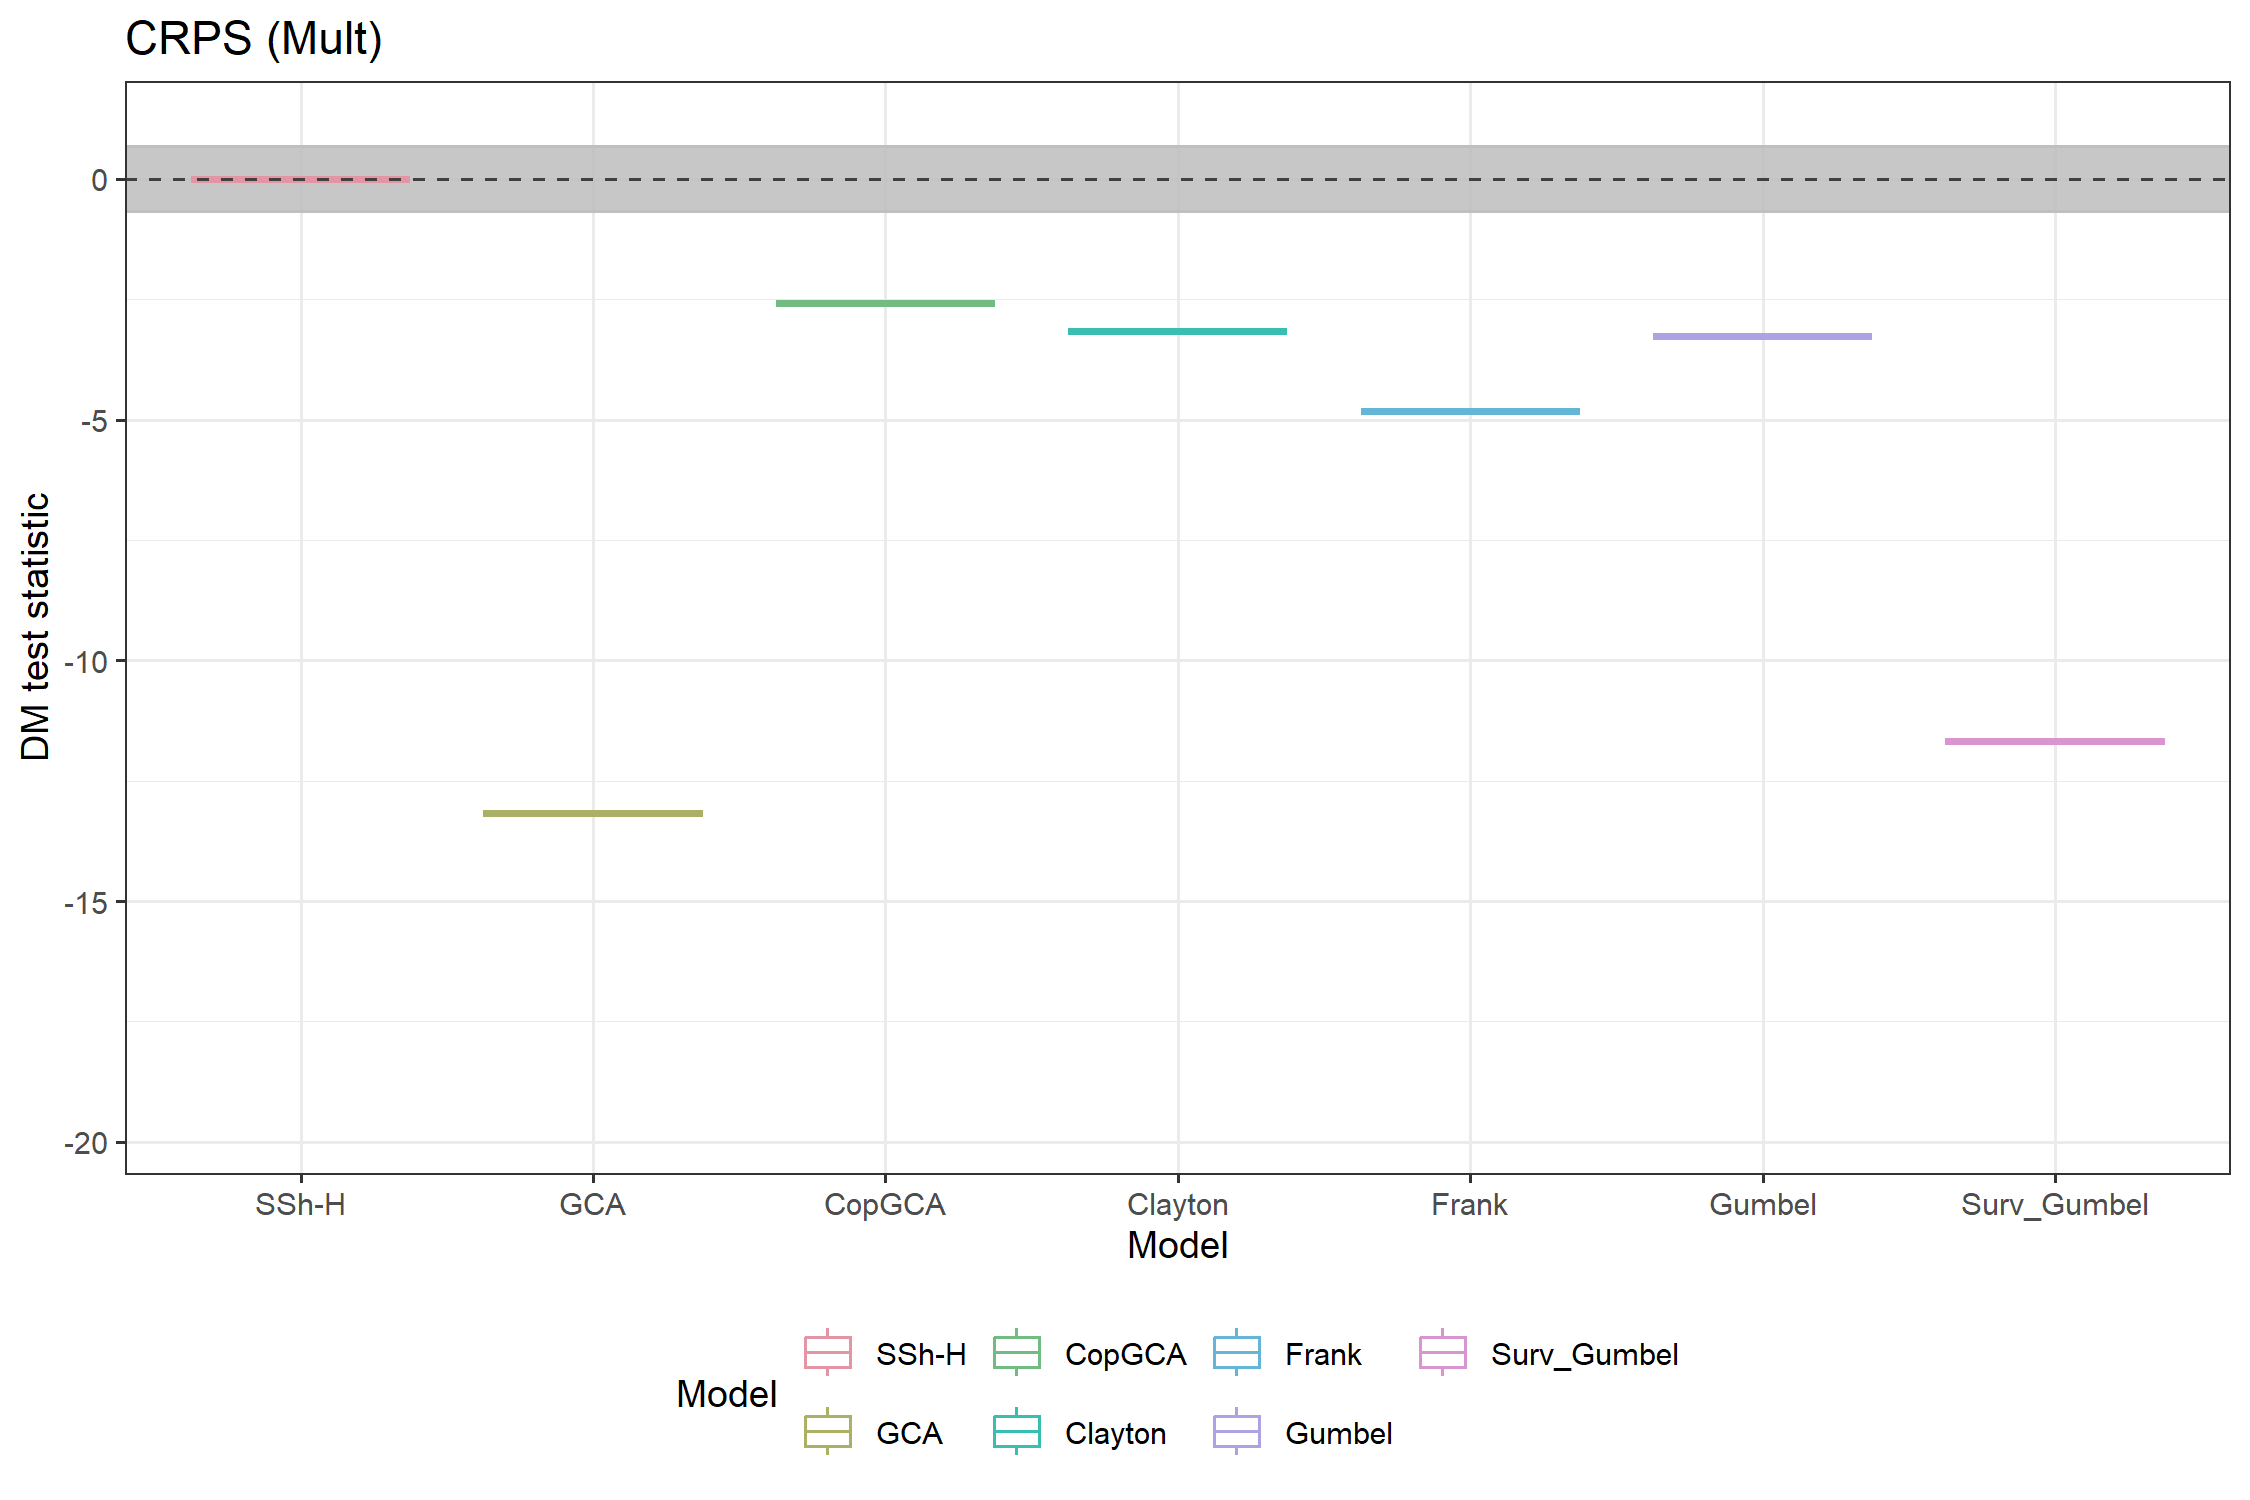 CRPS (Mult)
DM test statistic
0
-5
-10
-15
-20
SSh-H GCA CopGCA Clayton Frank Gumbel Surv_Gumbel
Model
Model
SSh-H CopGCA Frank Surv_Gumbel
GCA Clayton Gumbel